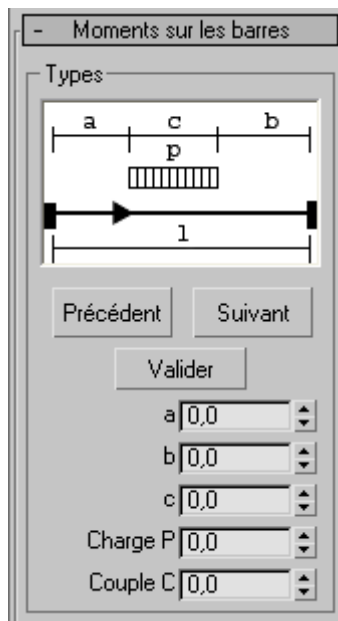 - Moments sur les barres
Types
a c b
p
l
Précédent Suivant
Valider
a 0,0
b 0,0
c 0,0
Charge P 0,0
Couple C 0,0